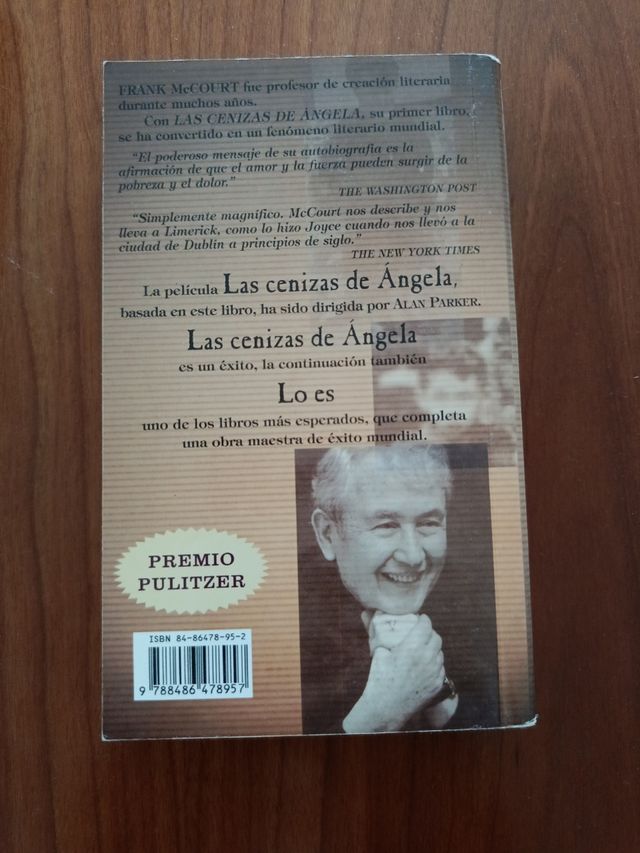 FRANK McCOURT fue profesor de creación literaria
durante muchos años.
Con LAS CENIZAS DE ÁNGELA, su primer libro,
se ha convertido en un fenómeno literario mundial.
“El poderoso mensaje de su autobiografía es la
afirmación de que el amor y la fuerza pueden surgir de la
pobreza y el dolor.”
THE WASHINGTON POST
“Simplemente magnífico. McCourt nos describe y nos
lleva a Limerick, como lo hizo Joyce cuando nos llevó a la
ciudad de Dublin a principios de siglo.”
THE NEW YORK TIMES
La película Las cenizas de Ángela,
basada en este libro, ha sido dirigida por ALAN PARKER.
Las cenizas de Ángela
es un éxito, la continuación también
Lo es
uno de los libros más esperados, que completa
una obra maestra de éxito mundial.
PREMIO
PULITZER
ISBN 84-86478-95-2
9 788486 478957